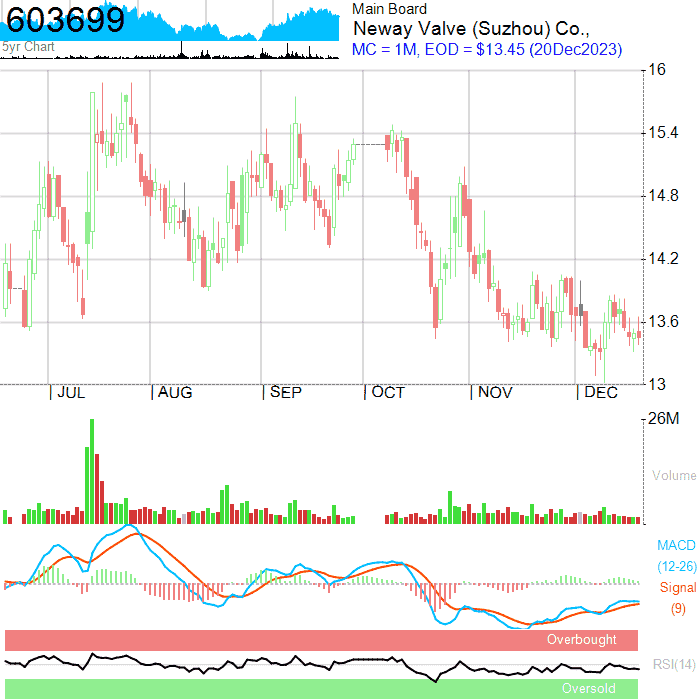 603699
5yr Chart
Main Board
Neway Valve (Suzhou) Co.,
MC = 1M, EOD = $13.45 (20Dec2023)
16
15.4
14.8
14.2
13.6
13
JUL AUG SEP OCT NOV DEC
26M
Volume
MACD
(12-26)
Signal
(9)
Overbought
RSI(14)
Oversold